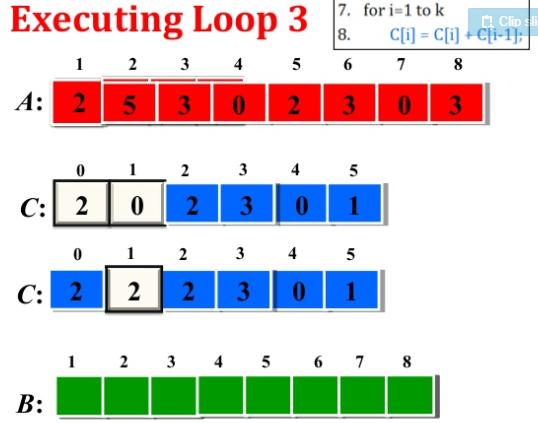 Executing Loop 3
7. for i=1 to k
8. C[i] = C[i] + C[i-1];
Clip sli
1 2 3 4 5 6 7 8
A: 2 5 3 0 2 3 0 3
0 1 2 3 4 5
C: 2 0 2 3 0 1
0 1 2 3 4 5
C: 2 2 2 3 0 1
1 2 3 4 5 6 7 8
B: